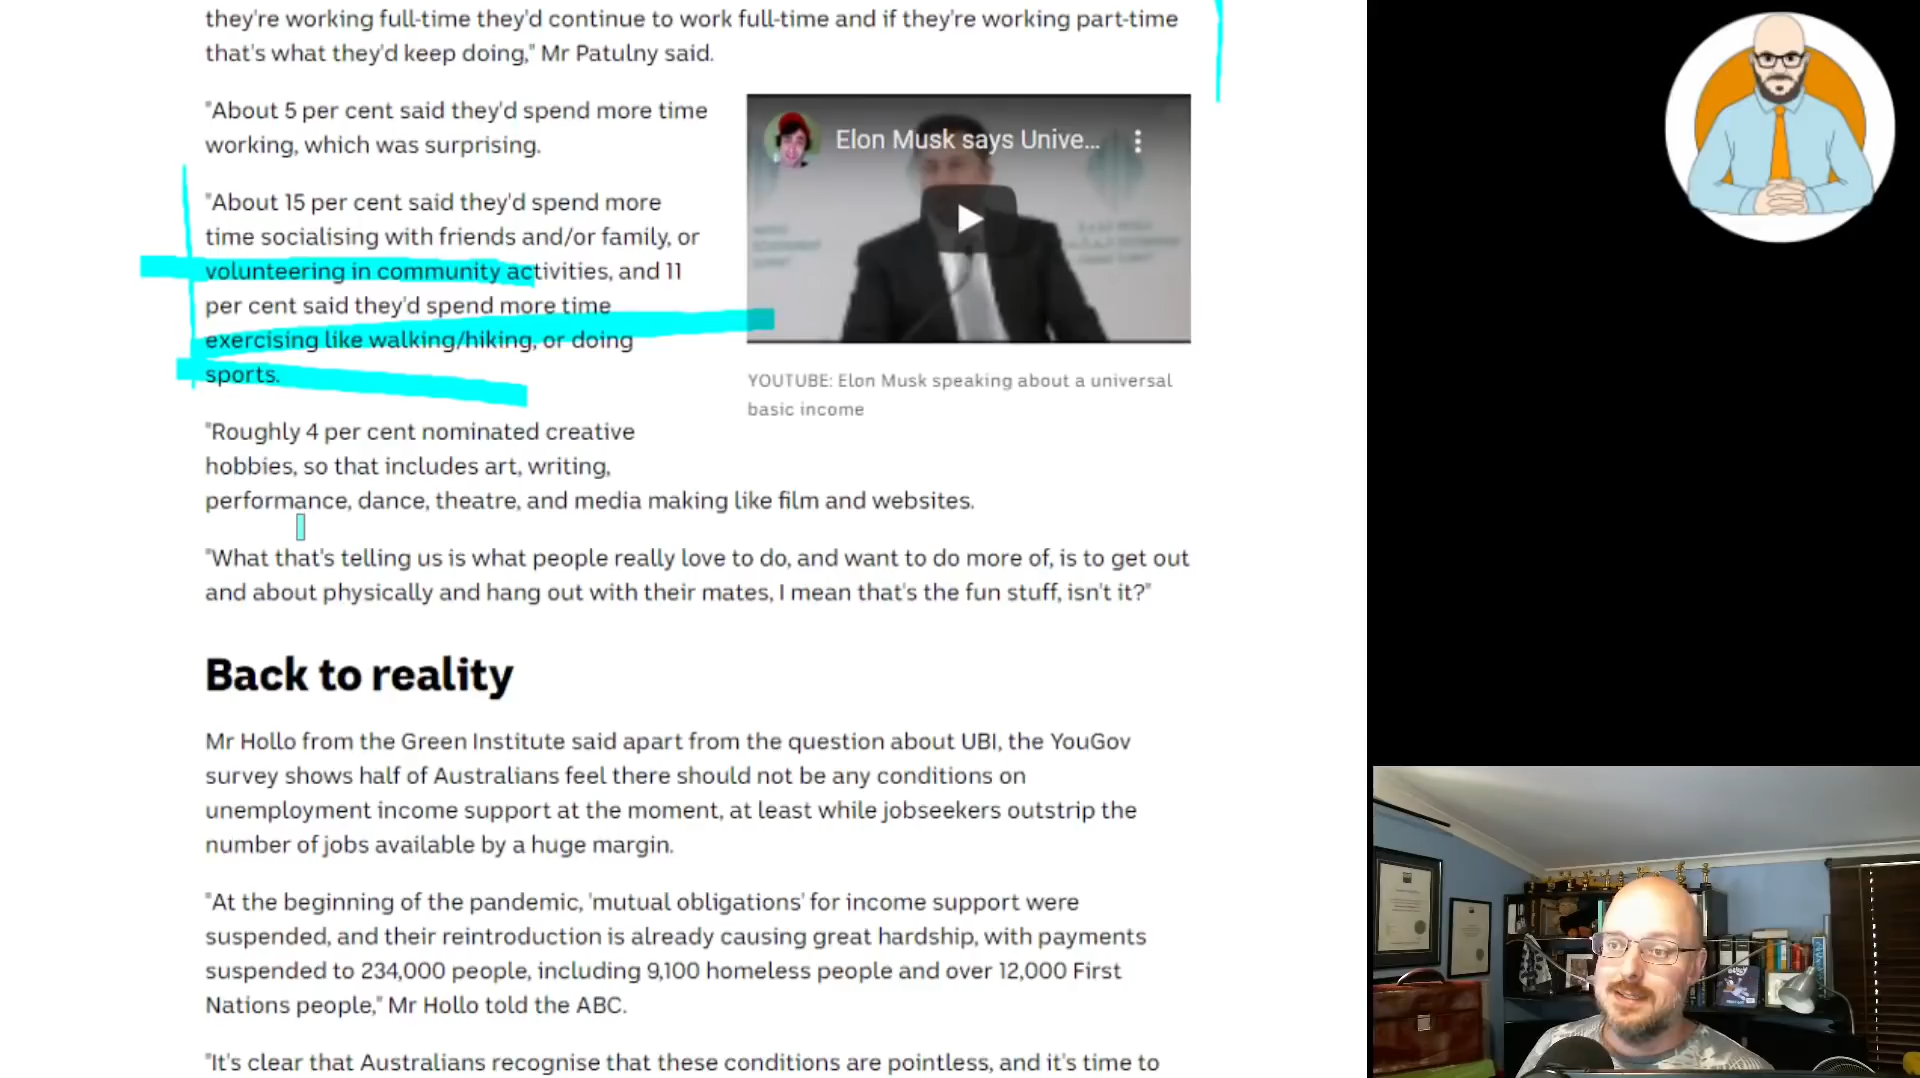 they're working full-time they'd continue to work full-time and if they're working part-time
that's what they'd keep doing," Mr Patulny said.
"About 5 per cent said they'd spend more time
working, which was surprising.
"About 15 per cent said they'd spend more
time socialising with friends and/or family, or
volunteering in community activities, and 11
per cent said they'd spend more time
exercising like walking/hiking, or doing
sports.
Elon Musk says Unive...
YOUTUBE: Elon Musk speaking about a universal
basic income
"Roughly 4 per cent nominated creative
hobbies, so that includes art, writing,
performance, dance, theatre, and media making like film and websites.
"What that's telling us is what people really love to do, and want to do more of, is to get out
and about physically and hang out with their mates, I mean that's the fun stuff, isn't it?"
Back to reality
Mr Hollo from the Green Institute said apart from the question about UBI, the YouGov
survey shows half of Australians feel there should not be any conditions on
unemployment income support at the moment, at least while jobseekers outstrip the
number of jobs available by a huge margin.
"At the beginning of the pandemic, 'mutual obligations' for income support were
suspended, and their reintroduction is already causing great hardship, with payments
suspended to 234,000 people, including 9,100 homeless people and over 12,000 First
Nations people," Mr Hollo told the ABC.
"It's clear that Australians recognise that these conditions are pointless, and it's time to